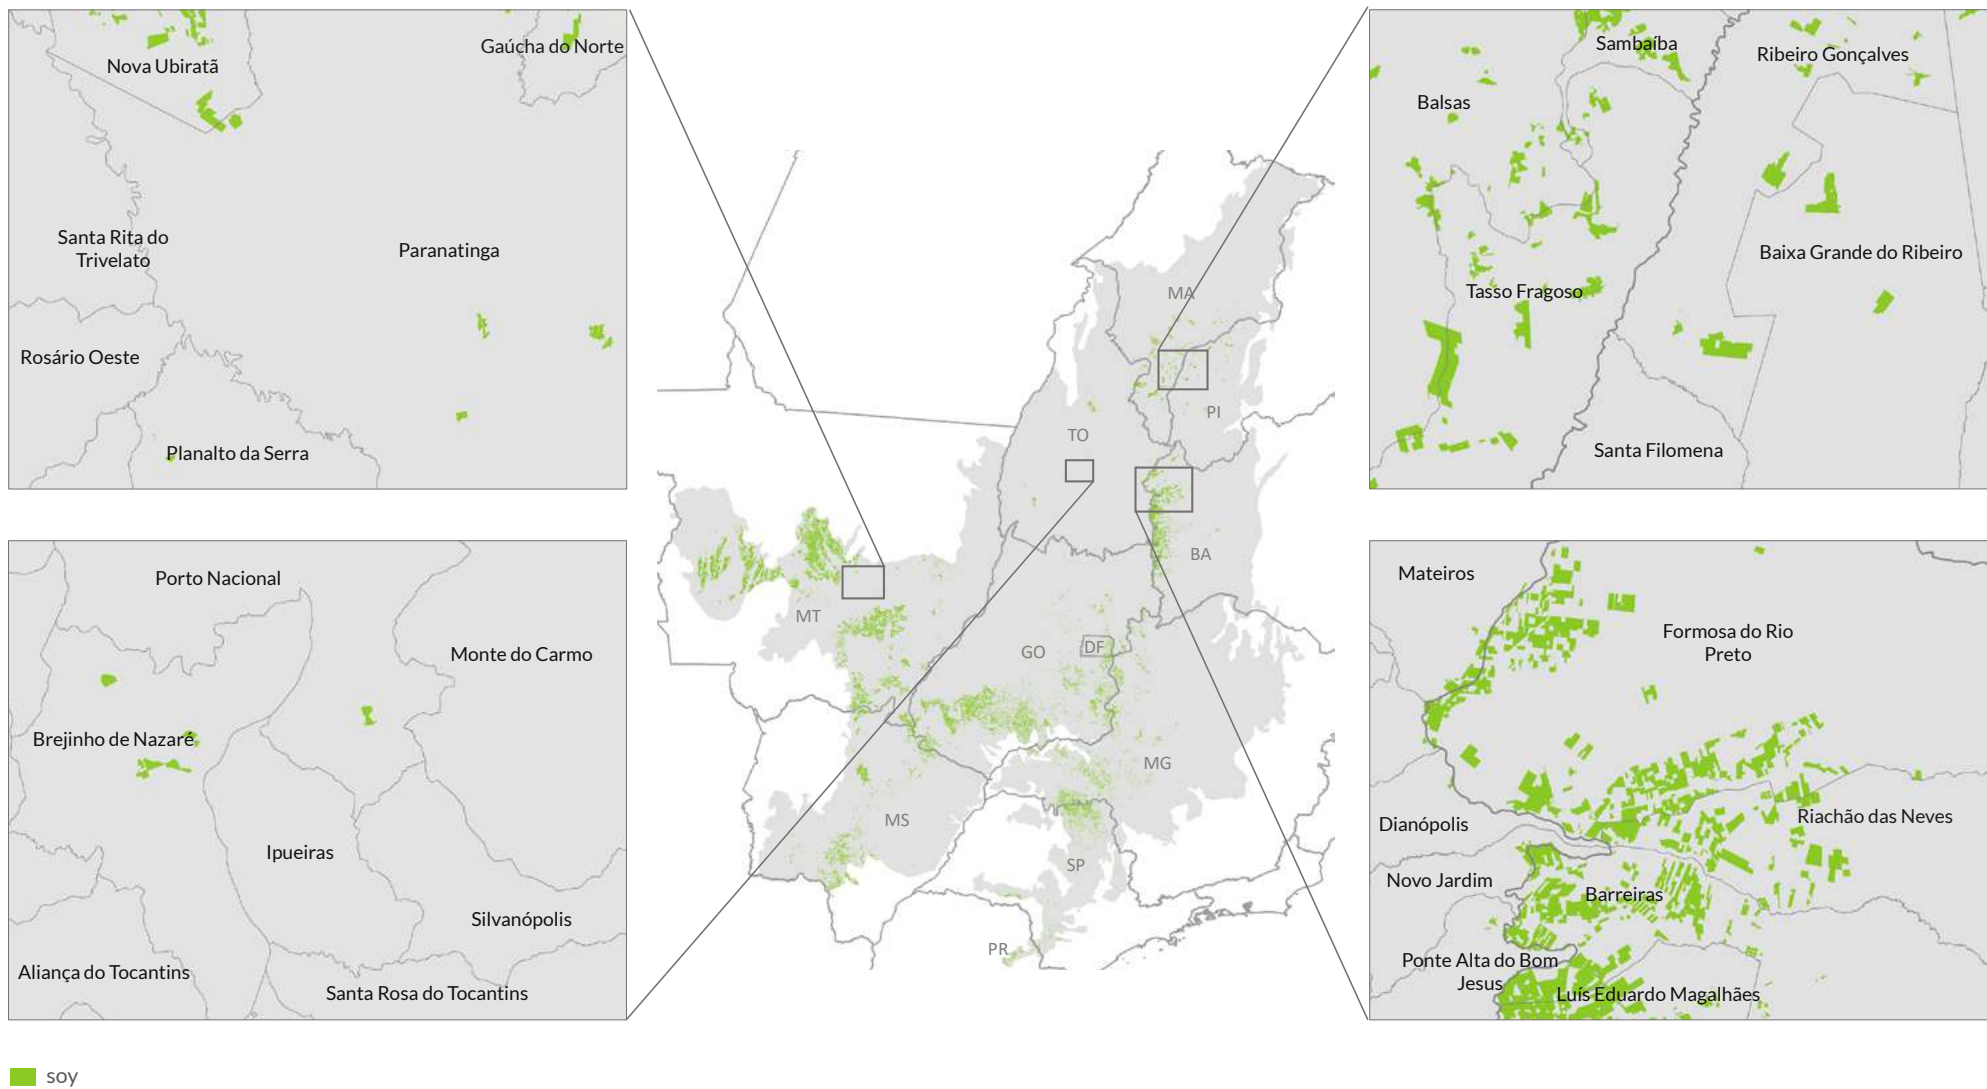 Nova Ubiratã
Gaúcha do Norte
Santa Rita do
Trivelato
Paranatinga
Rosário Oeste
Planalto da Serra
Porto Nacional
Monte do Carmo
Brejinho de Nazaré
Ipueiras
Silvanópolis
Aliança do Tocantins
Santa Rosa do Tocantins
MA
PI
TO
BA
MT
GO
DF
MG
MS
SP
PR
Sambaíba
Ribeiro Gonçalves
Balsas
Baixa Grande do Ribeiro
Tasso Fragoso
Santa Filomena
Mateiros
Formosa do Rio
Preto
Dianópolis
Riachão das Neves
Novo Jardim
Barreiras
Ponte Alta do Bom
Jesus
Luís Eduardo Magalhães
soy